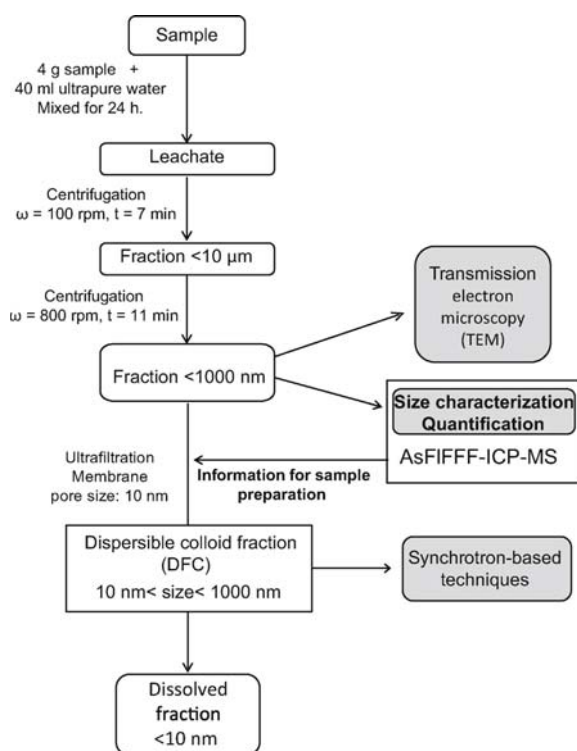 Sample
4 g sample +
40 ml ultrapure water
Mixed for 24 h.
Leachate
Centrifugation
ω = 100 rpm, t = 7 min
Fraction <10 µm
Centrifugation
ω = 800 rpm, t = 11 min
Transmission
electron
microscopy
(TEM)
Fraction <1000 nm
Size characterization
Quantification
AsFlFFF-ICP-MS
Ultrafiltration
Membrane
pore size: 10 nm
Information for sample
preparation
Dispersible colloid fraction
(DFC)
10 nm< size< 1000 nm
Synchrotron-based
techniques
Dissolved
fraction
<10 nm